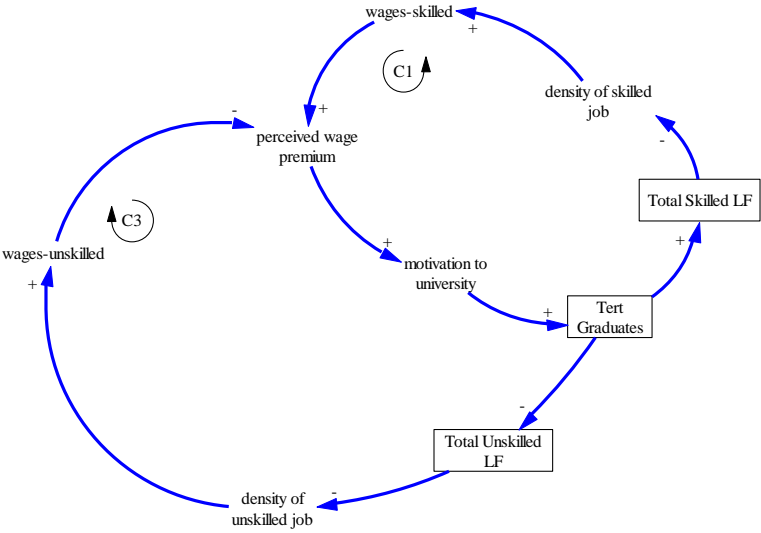 wages-skilled
+
C1
density of skilled
job
-
+
perceived wage
premium
-
Total Skilled LF
C3
+
wages-unskilled
+
+
motivation to
university
+
Tert
Graduates
-
Total Unskilled
LF
-
density of
unskilled job